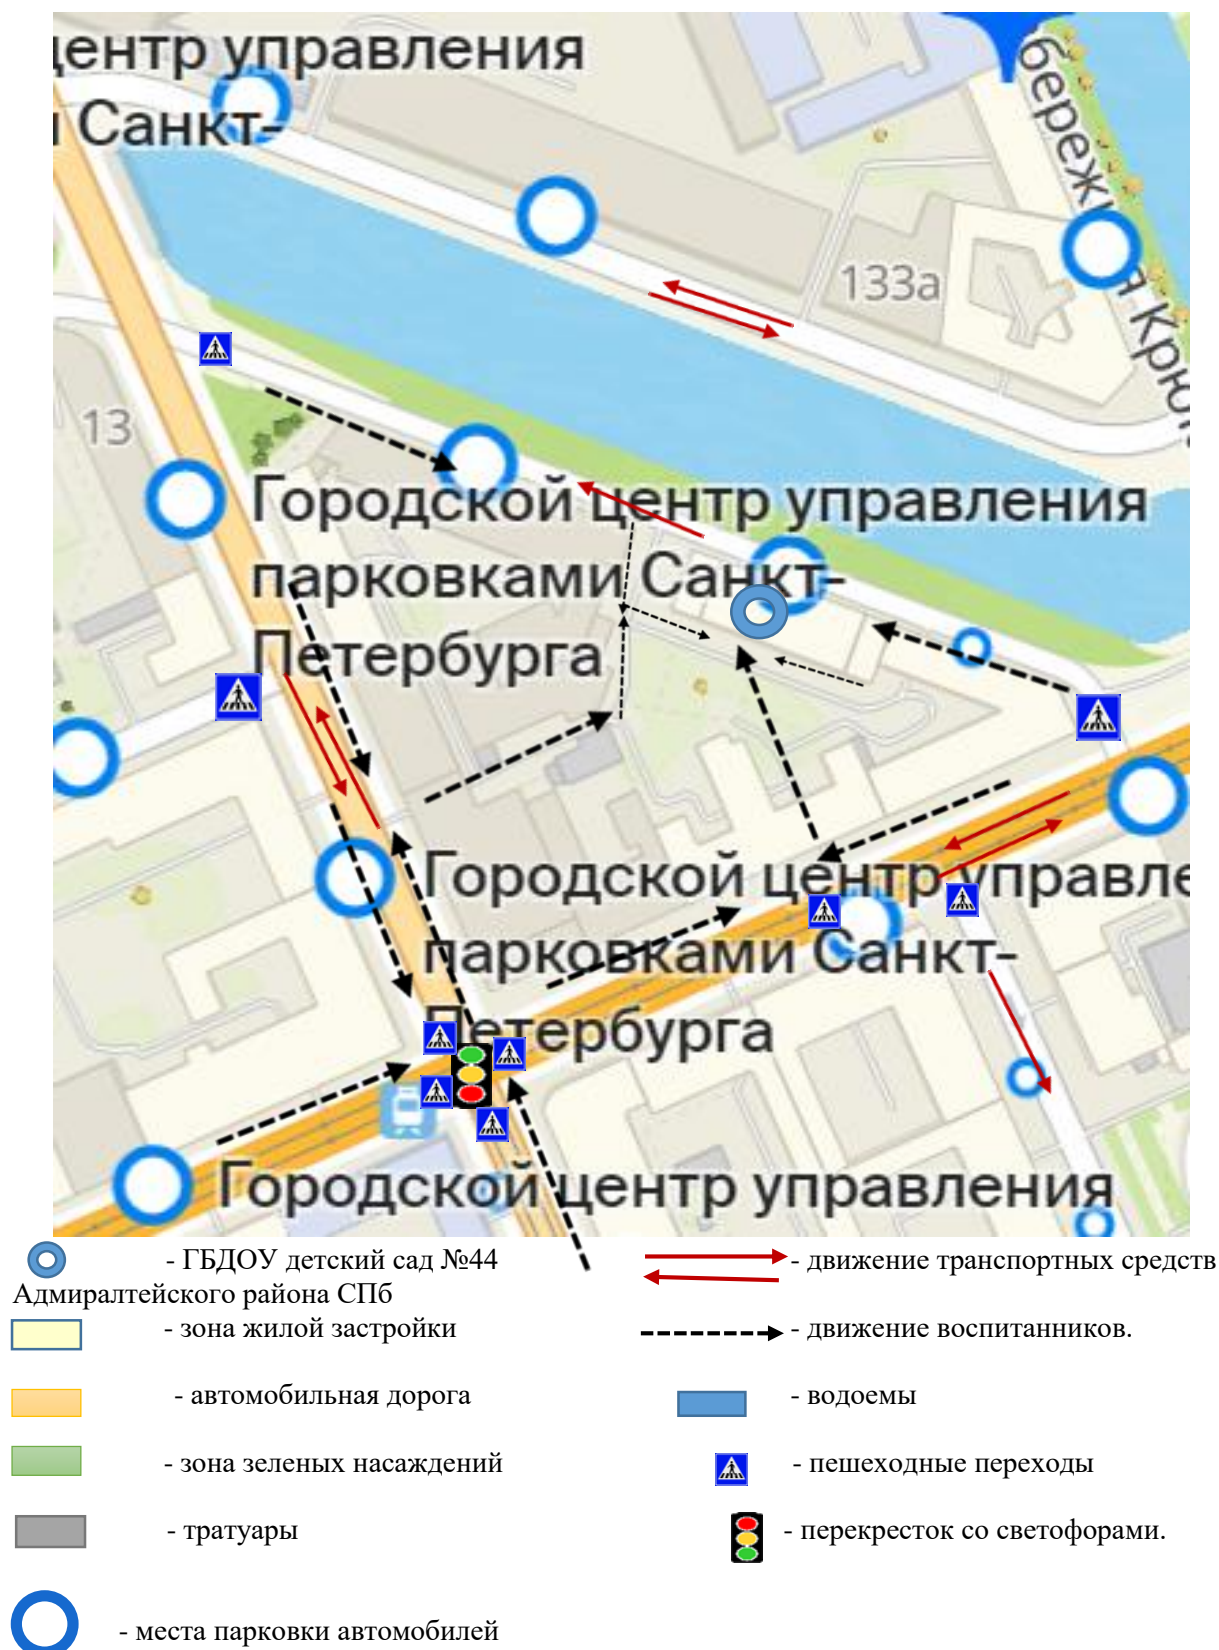 центр управления
и Санкт-
бережная Крюк
133а
13
Городской центр управления
парковками Санкт-
Петербурга
Городской центр управле
парковками Санкт-
Петербурга
Городской центр управления
- ГБДОУ детский сад №44
Адмиралтейского района СПб
- движение транспортных средств
- зона жилой застройки
- движение воспитанников.
- автомобильная дорога
- водоемы
- зона зеленых насаждений
- пешеходные переходы
- тратуары
- перекресток со светофорами.
- места парковки автомобилей